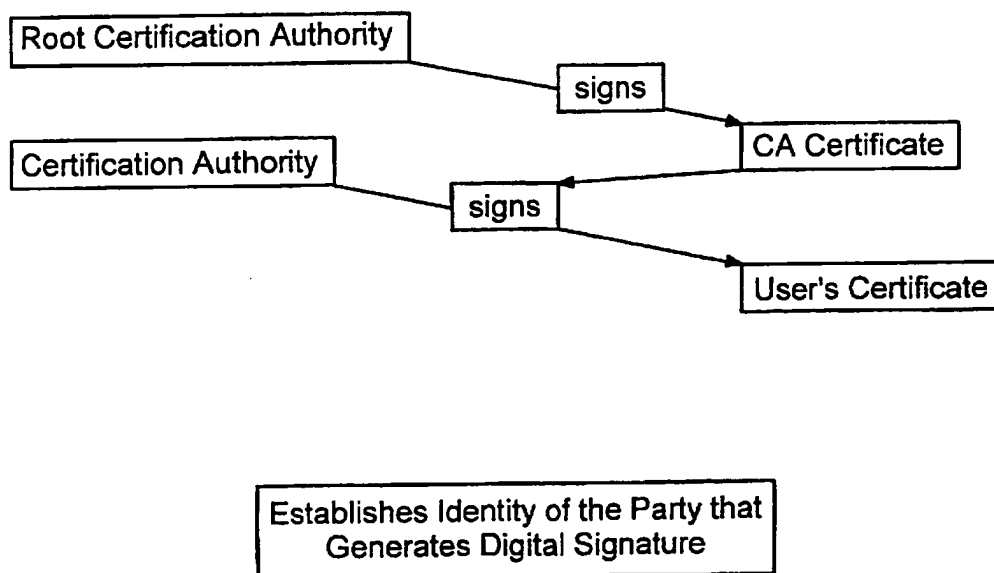 Root Certification Authority
signs
CA Certificate
Certification Authority
signs
User's Certificate
Establishes Identity of the Party that
Generates Digital Signature